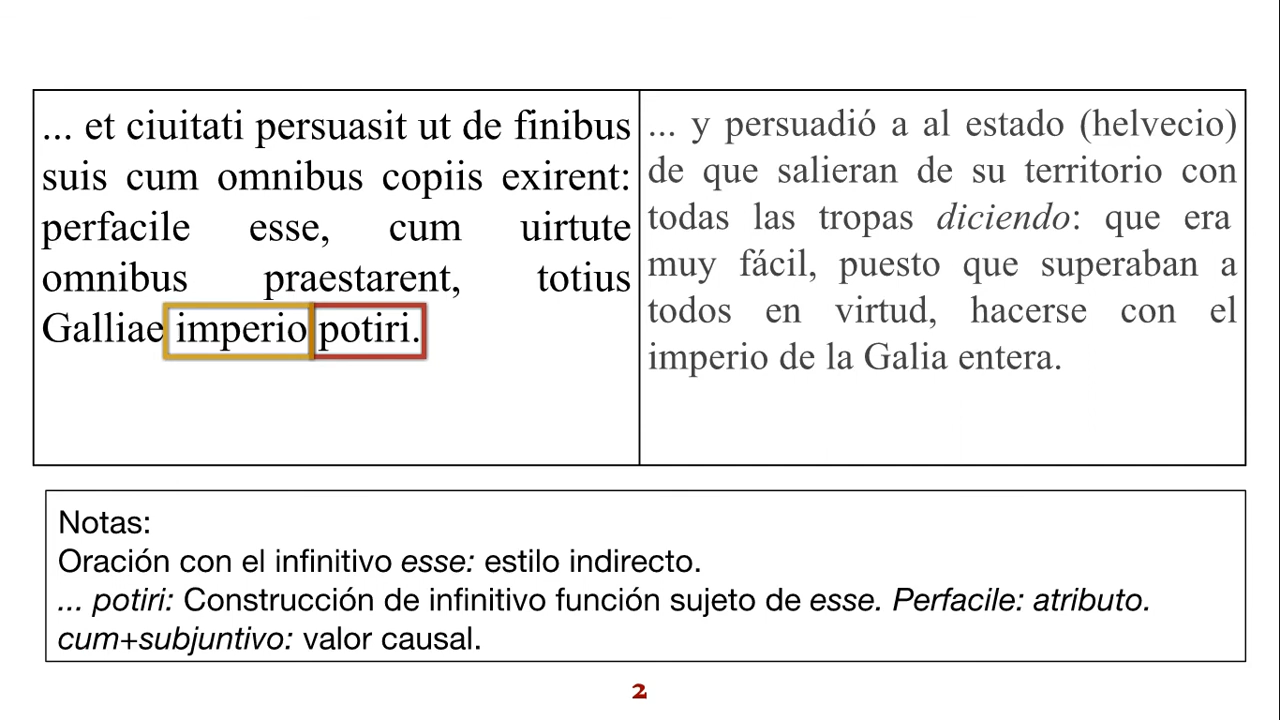 ... et ciuitati persuasit ut de finibus
suis cum omnibus copiis exirent:
perfacile esse, cum uirtute
omnibus praestarent, totius
Galliae imperio potiri.
... y persuadió a al estado (helvecio)
de que salieran de su territorio con
todas las tropas diciendo: que era
muy fácil, puesto que superaban a
todos en virtud, hacerse con el
imperio de la Galia entera.
Notas:
Oración con el infinitivo esse: estilo indirecto.
... potiri: Construcción de infinitivo función sujeto de esse. Perfacile: atributo.
cum+subjuntivo: valor causal.
2